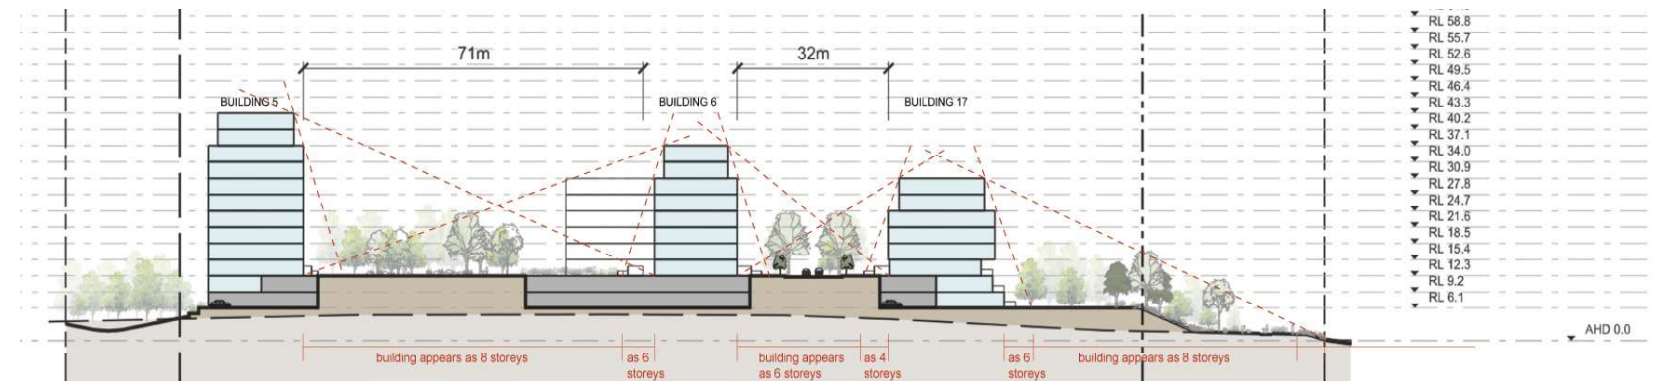 RL 58.8
RL 55.7
71m
32m
RL 52.6
RL 49.5
RL 46.4
BUILDING 5
BUILDING 6
BUILDING 17
RL 43.3
RL 40.2
RL 37.1
RL 34.0
RL 30.9
RL 27.8
RL 24.7
RL 21.6
RL 18.5
RL 15.4
RL 12.3
RL 9.2
RL 6.1
AHD 0.0
building appears as 8 storeys
as 6
storeys
building appears
as 6 storeys
as 4
storeys
as 6
storeys
building appears as 8 storeys